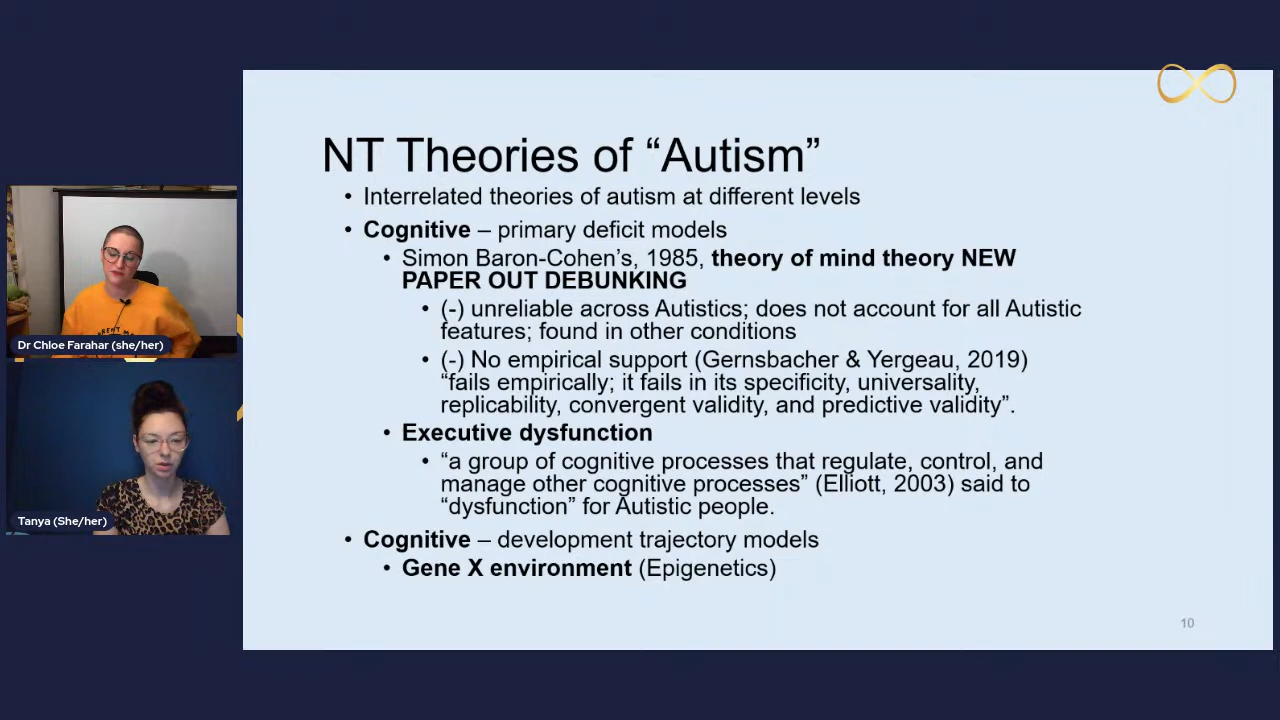 NT Theories of “Autism”
• Interrelated theories of autism at different levels
• Cognitive – primary deficit models
• Simon Baron-Cohen’s, 1985, theory of mind theory NEW
PAPER OUT DEBUNKING
• (-) unreliable across Autistics; does not account for all Autistic
features; found in other conditions
• (-) No empirical support (Gernsbacher & Yergeau, 2019)
“fails empirically; it fails in its specificity, universality,
replicability, convergent validity, and predictive validity”.
• Executive dysfunction
• “a group of cognitive processes that regulate, control, and
manage other cognitive processes” (Elliott, 2003) said to
“dysfunction” for Autistic people.
• Cognitive – development trajectory models
• Gene X environment (Epigenetics)
10
Dr Chloe Farahar (she/her)
Tanya (She/her)